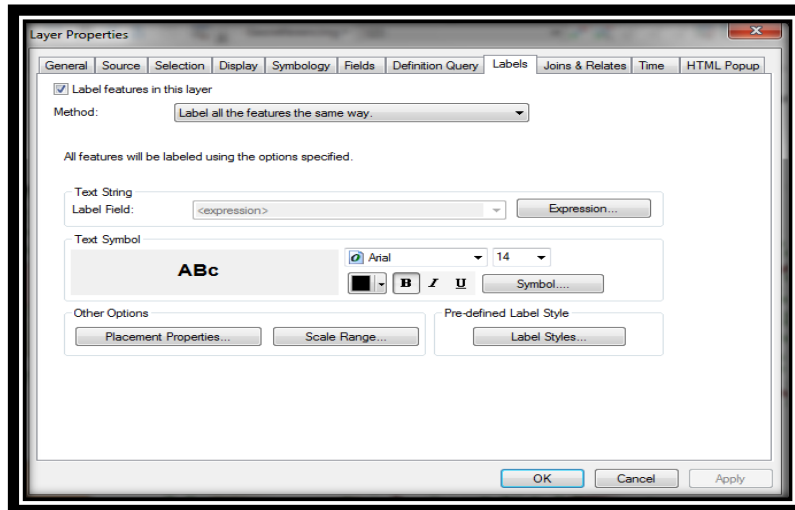 Layer Properties
General Source Selection Display Symbology Fields Definition Query Labels Joins & Relates Time HTML Popup
Label features in this layer
Method: Label all the features the same way.
All features will be labeled using the options specified.
Text String
Label Field: <expression> Expression...
Text Symbol
ABc
Arial 14
B I U Symbol....
Other Options Pre-defined Label Style
Placement Properties... Scale Range... Label Styles...
OK Cancel Apply